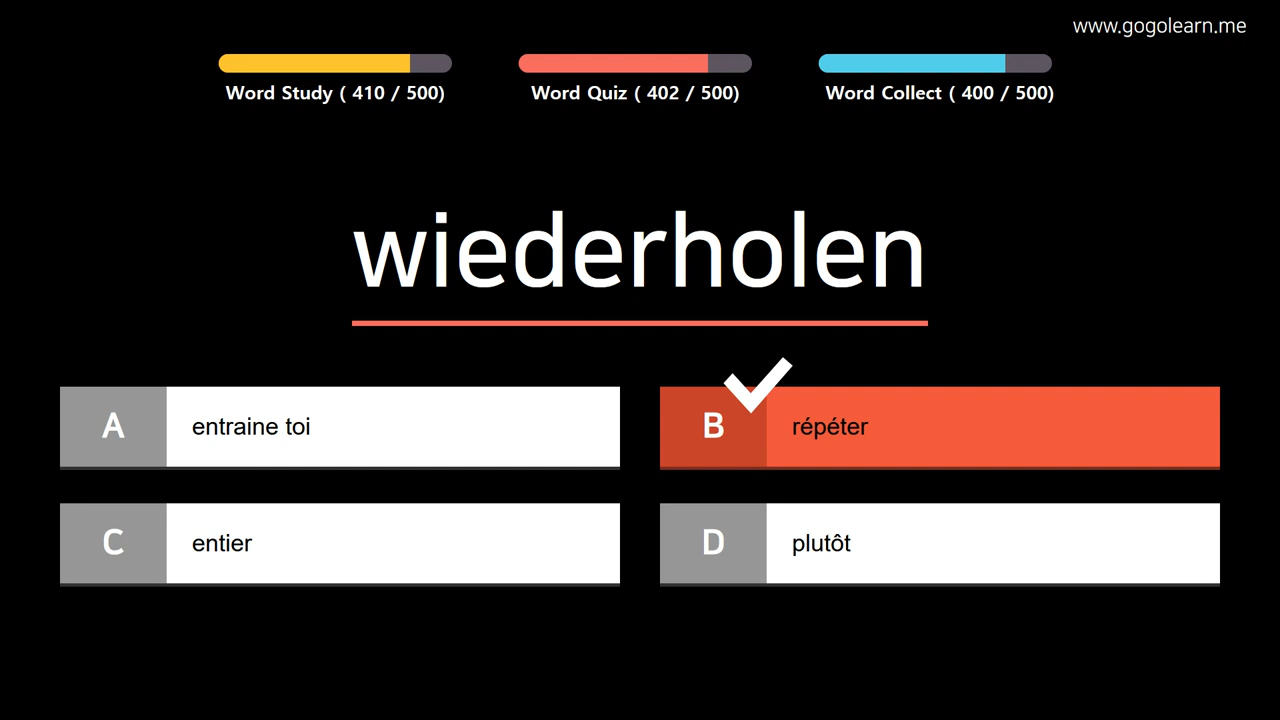 www.gogolearn.me
Word Study ( 410 / 500)
Word Quiz ( 402 / 500)
Word Collect ( 400 / 500)
wiederholen
A
entraine toi
B
répéter
C
entier
D
plutôt